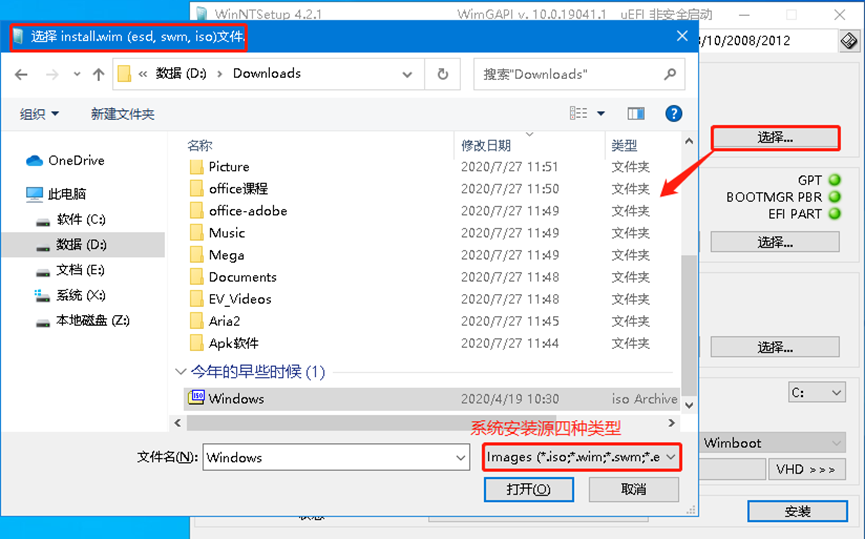 WinNTSetup 4.2.1 WimGAPI v. 10.0.19041.1 uEFI 非安全启动
选择 install.wim (esd, swm, iso)文件.
/10/2008/2012
« 数据 (D:) › Downloads
搜索"Downloads"
组织 新建文件夹
名称 修改日期 类型
选择...
OneDrive
此电脑
软件 (C:)
数据 (D:)
文档 (E:)
系统 (X:)
本地磁盘 (Z:)
Picture 2020/7/27 11:51 文件夹
office课程 2020/7/27 11:50 文件夹
office-adobe 2020/7/27 11:49 文件夹
Music 2020/7/27 11:49 文件夹
Mega 2020/7/27 11:49 文件夹
Documents 2020/7/27 11:48 文件夹
EV_Videos 2020/7/27 11:48 文件夹
Aria2 2020/7/27 11:45 文件夹
Apk软件 2020/7/27 11:44 文件夹
今年的早些时候 (1)
Windows 2020/4/19 10:30 iso Archive
GPT
BOOTMGR PBR
EFI PART
选择...
选择...
C:
系统安装源四种类型
文件名(N): Windows Images (*.iso;*.wim;*.swm;*.e
打开(O) 取消
Wimboot
VHD > > >
安装